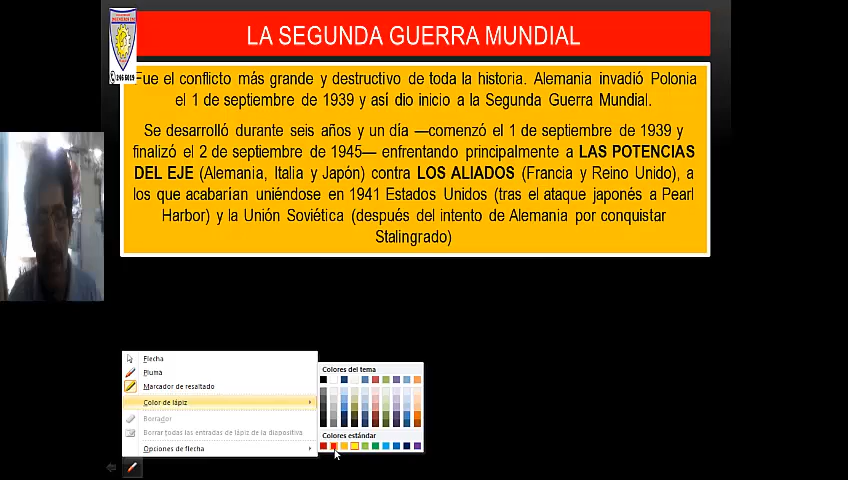 LA SEGUNDA GUERRA MUNDIAL
Fue el conflicto más grande y destructivo de toda la historia. Alemania invadió Polonia
el 1 de septiembre de 1939 y así dio inicio a la Segunda Guerra Mundial.
Se desarrolló durante seis años y un día —comenzó el 1 de septiembre de 1939 y
finalizó el 2 de septiembre de 1945— enfrentando principalmente a LAS POTENCIAS
DEL EJE (Alemania, Italia y Japón) contra LOS ALIADOS (Francia y Reino Unido), a
los que acabarían uniéndose en 1941 Estados Unidos (tras el ataque japonés a Pearl
Harbor) y la Unión Soviética (después del intento de Alemania por conquistar
Stalingrado)
Flecha
Pluma
Marcador de resaltado
Color de lápiz
Borrador
Borrar todas las entradas de lápiz de la diapositiva
Opciones de flecha
Colores del tema
Colores estándar